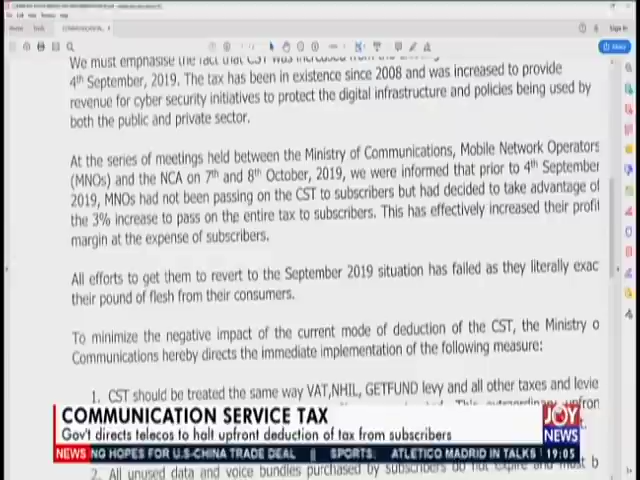 We must emphasise the fact that CST was increased from the
4th September, 2019. The tax has been in existence since 2008 and was increased to provide
revenue for cyber security initiatives to protect the digital infrastructure and policies being used by
both the public and private sector.
At the series of meetings held between the Ministry of Communications, Mobile Network Operators
(MNOs) and the NCA on 7th and 8th October, 2019, we were informed that prior to 4th September
2019, MNOs had not been passing on the CST to subscribers but had decided to take advantage of
the 3% increase to pass on the entire tax to subscribers. This has effectively increased their profit
margin at the expense of subscribers.
All efforts to get them to revert to the September 2019 situation has failed as they literally exac
their pound of flesh from their consumers.
To minimize the negative impact of the current mode of deduction of the CST, the Ministry o
Communications hereby directs the immediate implementation of the following measure:
1. CST should be treated the same way VAT,NHIL, GETFUND levy and all other taxes and levie
This extraordinary upfron
COMMUNICATION SERVICE TAX
Gov't directs telecos to halt upfront deduction of tax from subscribers
JOY
NEWS
NEWS NG HOPES FOR U.S-CHINA TRADE DEAL || SPORTS: ATLETICO MADRID IN TALKS 19:05
2. All unused data and voice bundles purchased by subscribers do not expire and must b